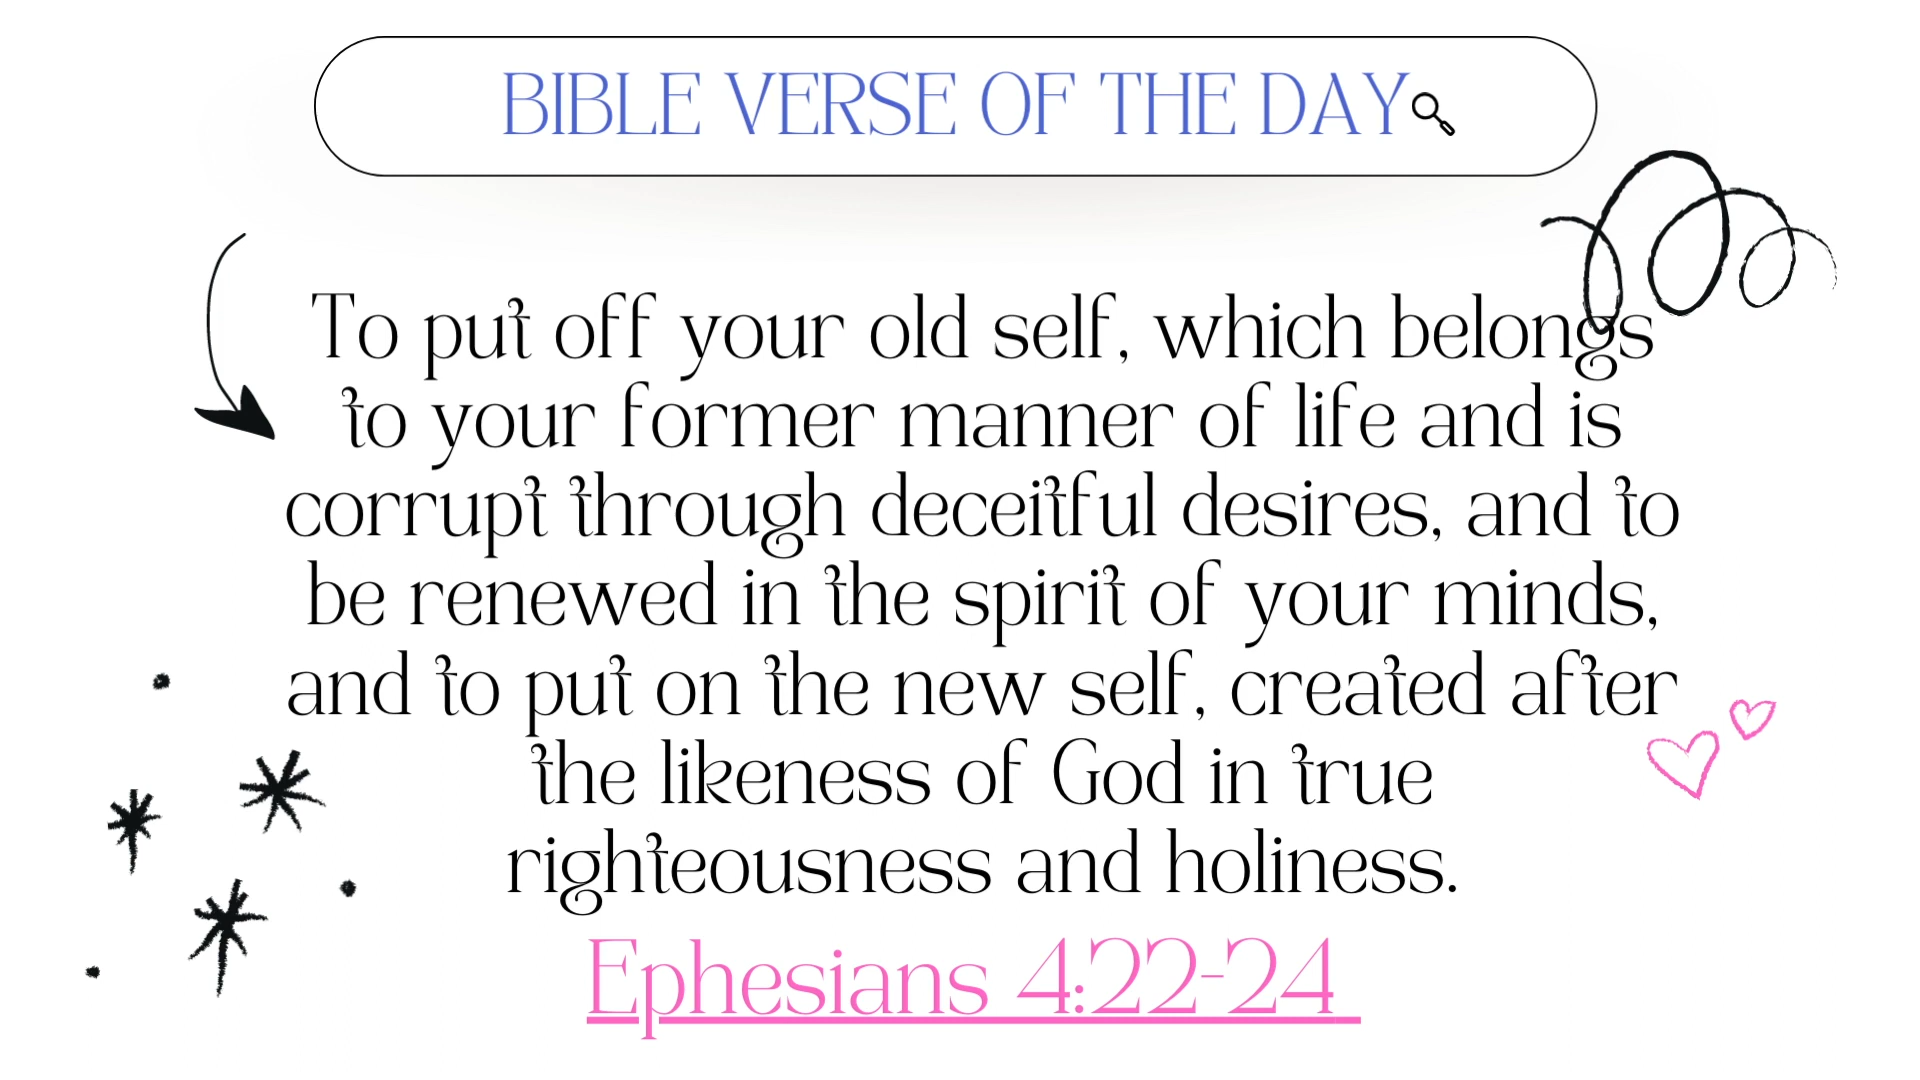 BIBLE VERSE OF THE DAY
To put off your old self, which belongs
to your former manner of life and is
corrupt through deceitful desires, and to
be renewed in the spirit of your minds,
and to put on the new self, created after
the likeness of God in true
righteousness and holiness.
Ephesians 4:22-24